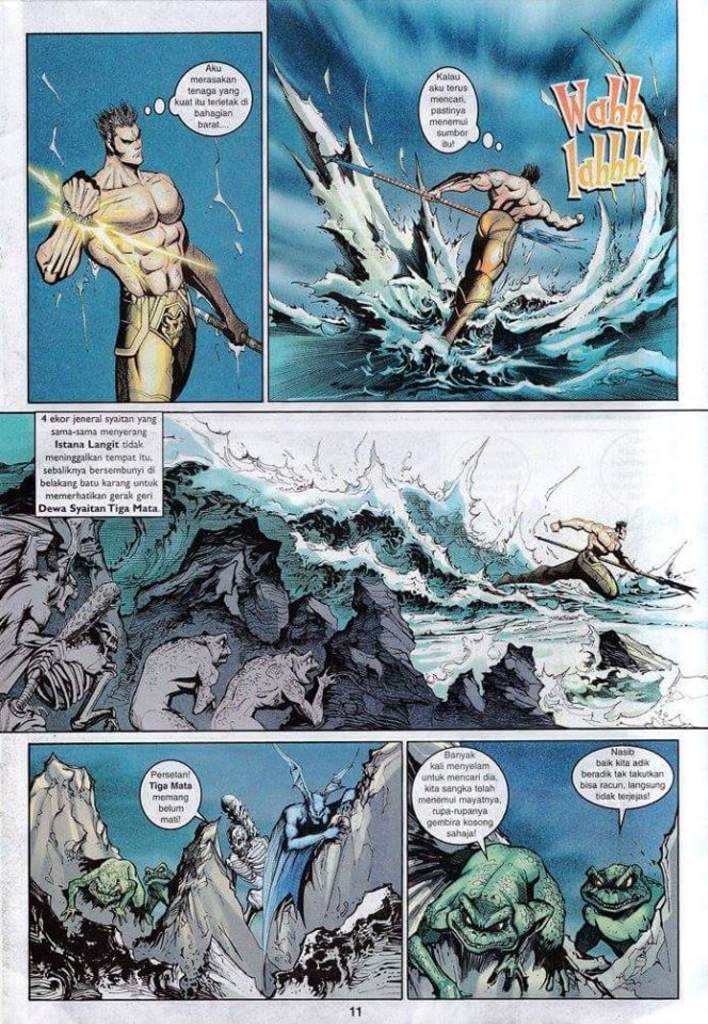 Aku
merasakan
tenaga yang
kuat itu terletak di
bahagian
barat....
Kalau
aku terus
mencari,
pastinya
menemui
sumber
itu!
Wahh
lahhh!
4 ekor jeneral syaitan yang
sama-sama menyerang
Istana Langit tidak
meninggalkan tempat itu,
sebaliknya bersembunyi di
belakang batu karang untuk
memerhatikan gerak geri
Dewa Syaitan Tiga Mata.
Persetan!
Tiga Mata
memang
belum
mati!
Banyak
kali menyelam
untuk mencari dia,
kita sangka telah
menemui mayatnya,
rupa-rupanya
gembira kosong
sahaja!
Nasib
baik kita adik
beradik tak takutkan
bisa racun, langsung
tidak terjejas!
11